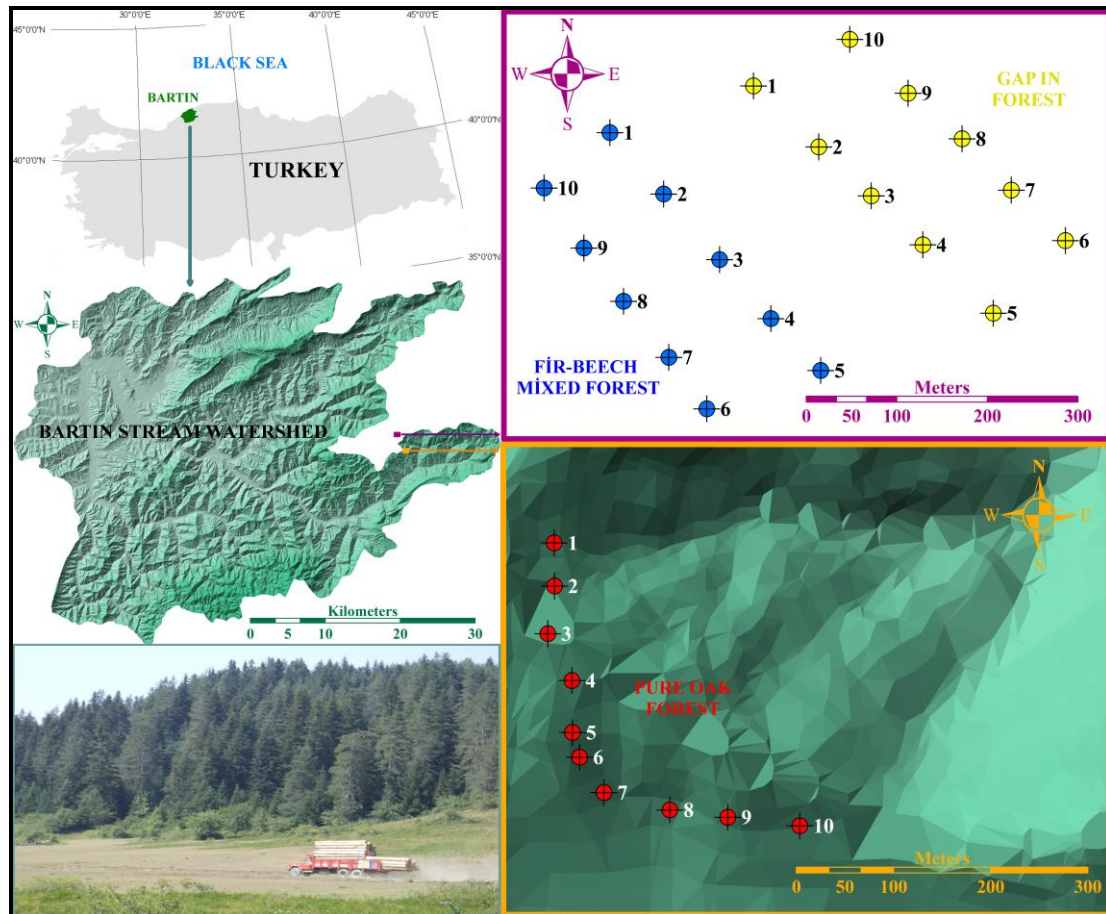 30°0'0"E 35°0'0"E 40°0'0"E 45°0'0"E
45°0'0"N
BLACK SEA
BARTIN
40°0'0"N
40°0'0"N
TURKEY
35°0'0"N
N
W E
S
BARTIN STREAM WATERSHED
Kilometers
0 5 10 20 30
N
W E
S
GAP IN
FOREST
10
1
9
1
2
8
10
2
3
7
9
3
4
6
8
4
5
7
5
6
FİR-BEECH
MİXED FOREST
Meters
0 50 100 200 300
N
W E
S
1
2
3
4
PURE OAK
FOREST
5
6
7
8
9
10
Meters
0 50 100 200 300